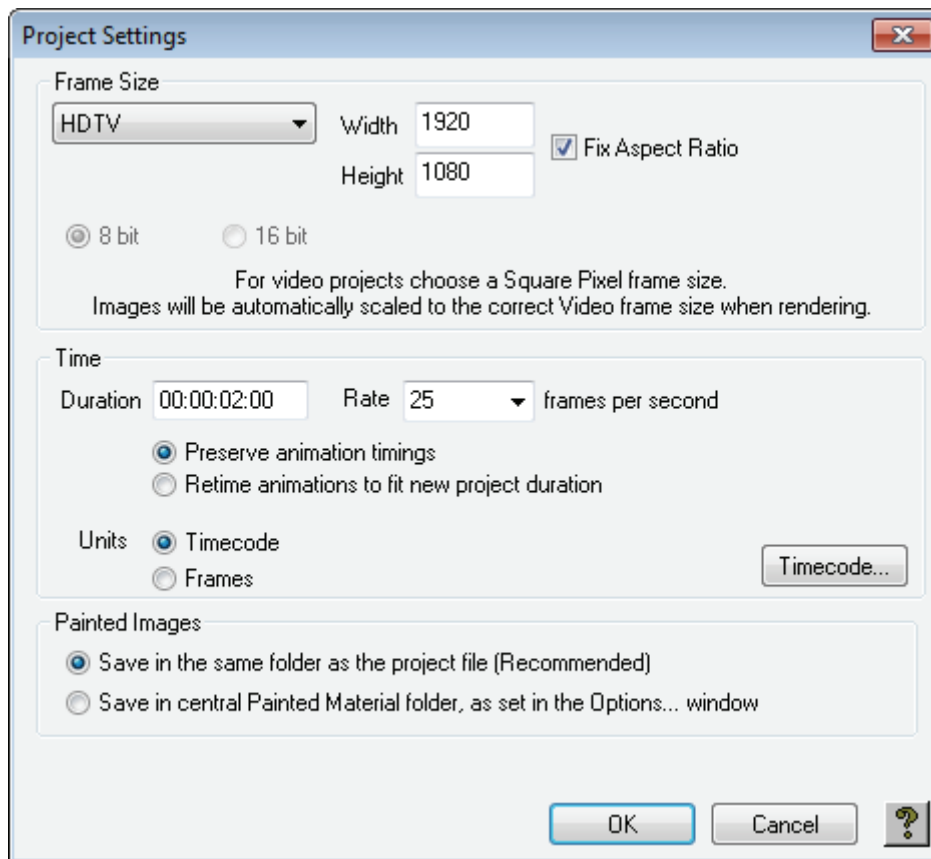 Project Settings
Frame Size
HDTV
Width 1920
Fix Aspect Ratio
Height 1080
8 bit 16 bit
For video projects choose a Square Pixel frame size.
Images will be automatically scaled to the correct Video frame size when rendering.
Time
Duration 00:00:02:00 Rate 25 frames per second
Preserve animation timings
Retime animations to fit new project duration
Units Timecode
Frames
Timecode...
Painted Images
Save in the same folder as the project file (Recommended)
Save in central Painted Material folder, as set in the Options... window
OK Cancel ?